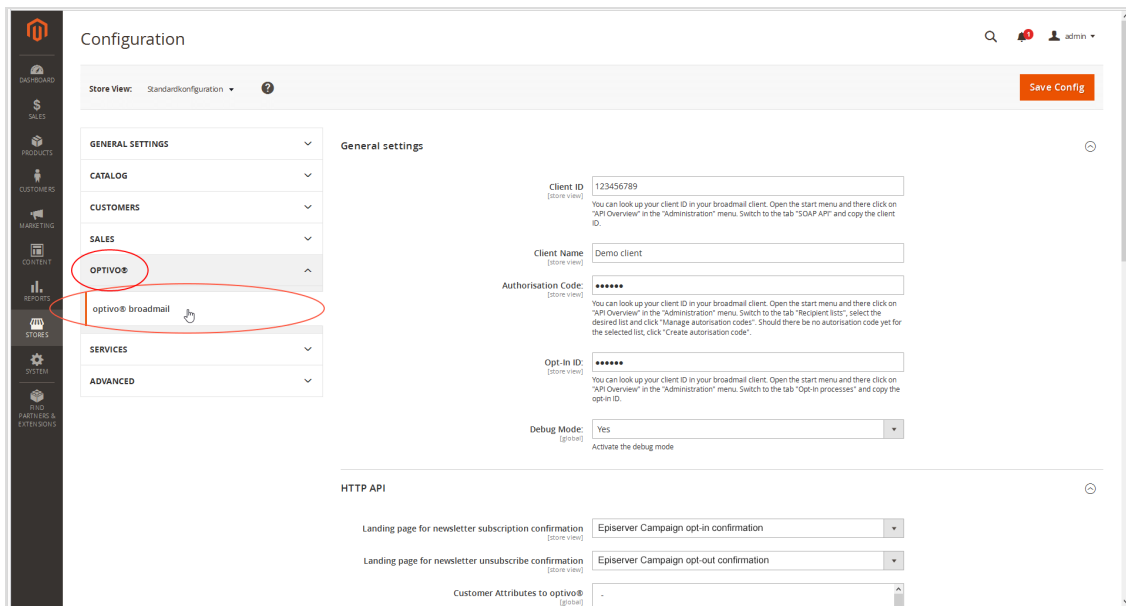 Configuration
1
admin
DASHBOARD
Store View: Standardkonfiguration
?
Save Config
$
SALES
PRODUCTS
CUSTOMERS
MARKETING
CONTENT
REPORTS
STORES
SYSTEM
FIND
PARTNERS &
EXTENSIONS
GENERAL SETTINGS
CATALOG
CUSTOMERS
SALES
OPTIVO®
optivo® broadmail
SERVICES
ADVANCED
General settings
Client ID
[store view]
123456789
You can look up your client ID in your broadmail client. Open the start menu and there click on
"API Overview" in the "Administration" menu. Switch to the tab "SOAP API" and copy the client
ID.
Client Name
[store view]
Demo client
Authorisation Code:
[store view]
••••••
You can look up your client ID in your broadmail client. Open the start menu and there click on
"API Overview" in the "Administration" menu. Switch to the tab "Recipient lists", select the
desired list and click "Manage autorisation codes". Should there be no autorisation code yet for
the selected list, click "Create autorisation code".
Opt-In ID:
[store view]
••••••
You can look up your client ID in your broadmail client. Open the start menu and there click on
"API Overview" in the "Administration" menu. Switch to the tab "Opt-In processes" and copy the
opt-in ID.
Debug Mode:
[global]
Yes
Activate the debug mode
HTTP API
Landing page for newsletter subscription confirmation
[store view]
Episerver Campaign opt-in confirmation
Landing page for newsletter unsubscribe confirmation
[store view]
Episerver Campaign opt-out confirmation
Customer Attributes to optivo®
[global]
-